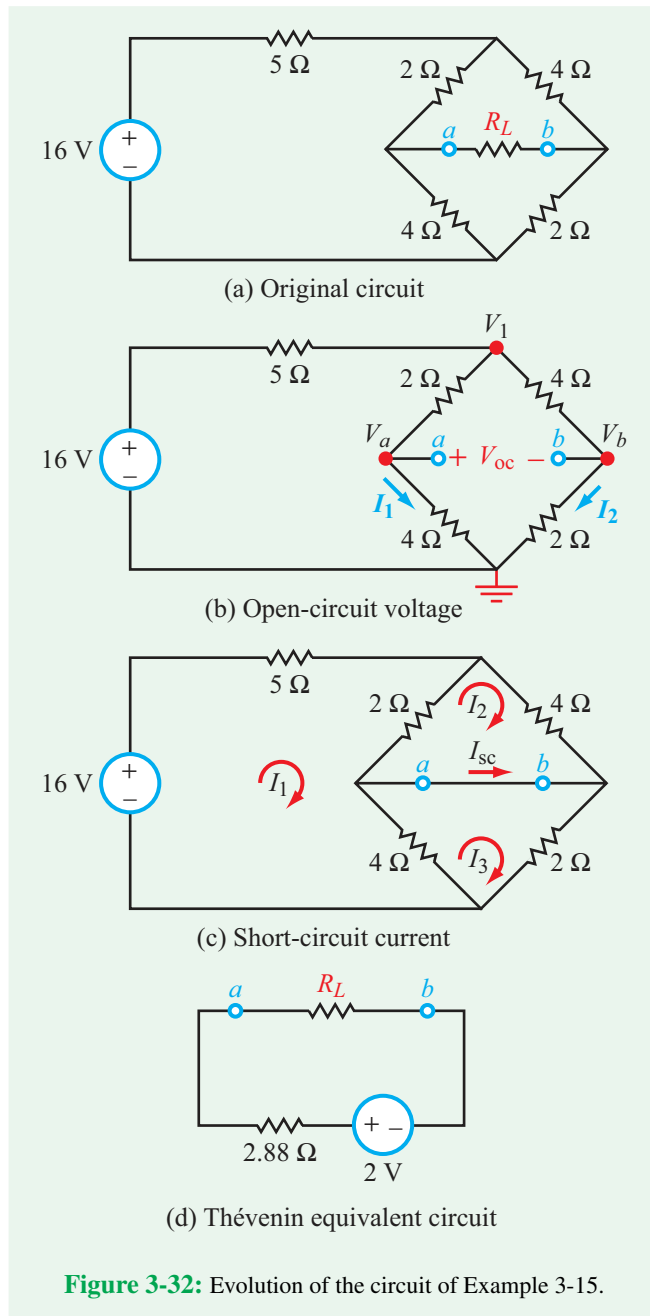 5 Ω
2 Ω
4 Ω
16 V
+
−
a
R_L
b
4 Ω
2 Ω
(a) Original circuit
V_1
5 Ω
2 Ω
4 Ω
16 V
+
−
V_a
a
+ V_oc −
b
V_b
I_1
I_2
4 Ω
2 Ω
(b) Open-circuit voltage
5 Ω
2 Ω
I_2
4 Ω
16 V
+
−
I_1
a
I_sc
b
4 Ω
I_3
2 Ω
(c) Short-circuit current
a
R_L
b
2.88 Ω
+ −
2 V
(d) Thévenin equivalent circuit
Figure 3-32: Evolution of the circuit of Example 3-15.